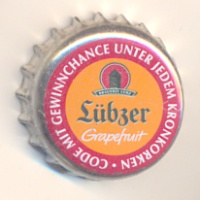 CODE MIT GEWINNCHANCE UNTER JEDEM KRONKORKEN •
Lübzer
Grapefruit